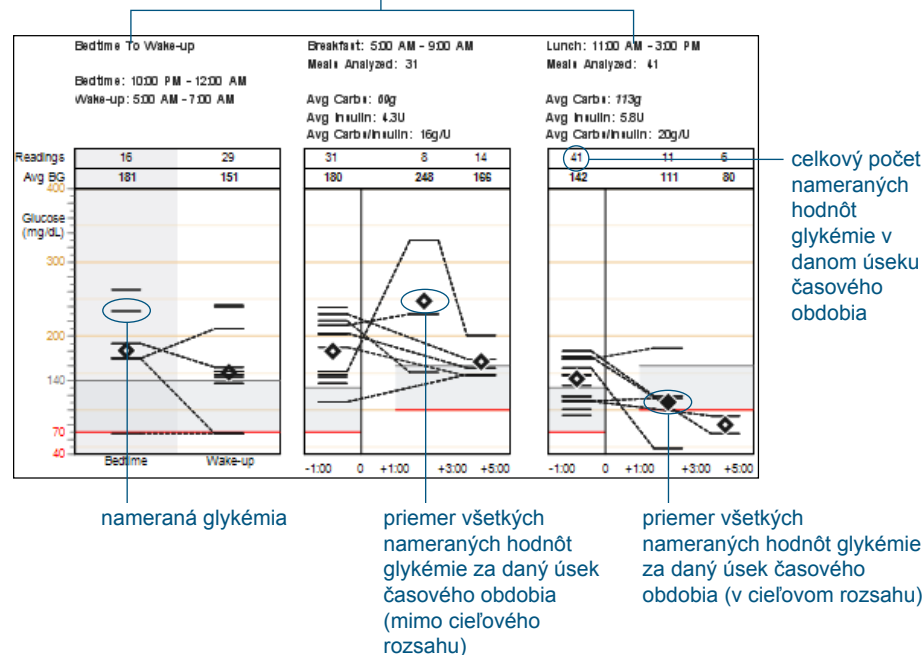 Bedtime To Wake-up
Bedtime: 10:00 PM - 12:00 AM
Wake-up: 5:00 AM - 7:00 AM
Breakfast: 5:00 AM - 9:00 AM
Meals Analyzed: 31
Avg Carbs: 69g
Avg Insulin: 4.3U
Avg Carbs/Insulin: 16g/U
Lunch: 11:00 AM - 3:00 PM
Meals Analyzed: 41
Avg Carbs: 113g
Avg Insulin: 5.8U
Avg Carbs/Insulin: 20g/U
Readings 16 29 31 8 14 41 11 6
Avg BG 181 151 180 248 166 142 111 80
400
Glucose
(mg/dL)
300
200
140
70
40
Bedtime Wake-up
-1:00 0 +1:00 +3:00 +5:00
-1:00 0 +1:00 +3:00 +5:00
celkový počet
nameraných
hodnôt
glykémie v
danom úseku
časového
obdobia
nameraná glykémia
priemer všetkých
nameraných hodnôt
glykémie za daný úsek
časového obdobia
(mimo cieľového
rozsahu)
priemer všetkých
nameraných hodnôt glykémie
za daný úsek časového
obdobia (v cieľovom rozsahu)